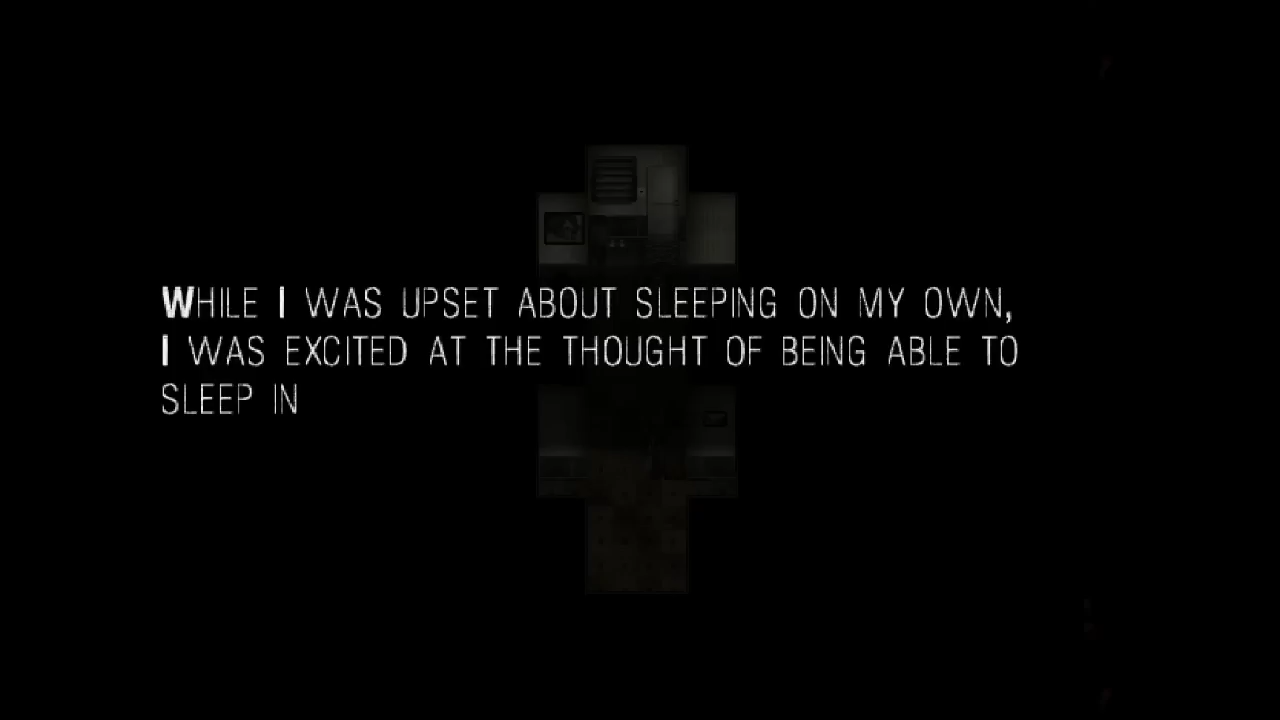 While I was upset about sleeping on my own,
I was excited at the thought of being able to
sleep in